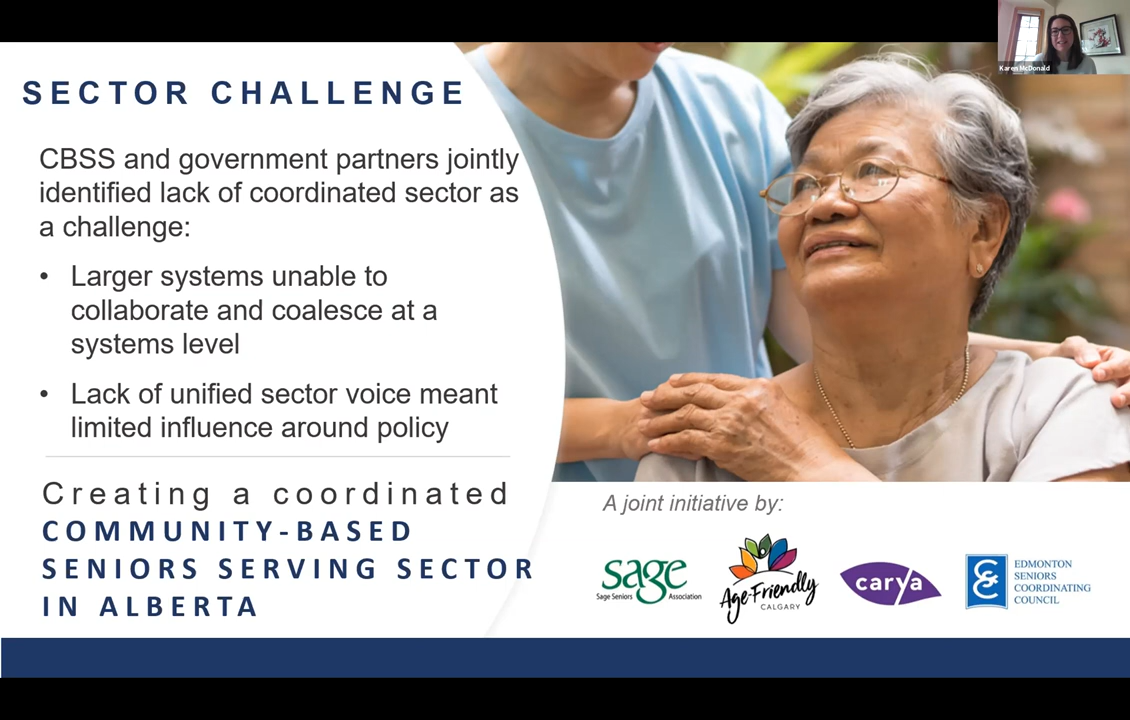 Karen McDonald
SECTOR CHALLENGE
CBSS and government partners jointly
identified lack of coordinated sector as
a challenge:
• Larger systems unable to
collaborate and coalesce at a
systems level
• Lack of unified sector voice meant
limited influence around policy
Creating a coordinated
COMMUNITY-BASED
SENIORS SERVING SECTOR
IN ALBERTA
A joint initiative by:
sage
Sage Seniors Association
Age-Friendly
CALGARY
carya
EDMONTON
SENIORS
COORDINATING
COUNCIL